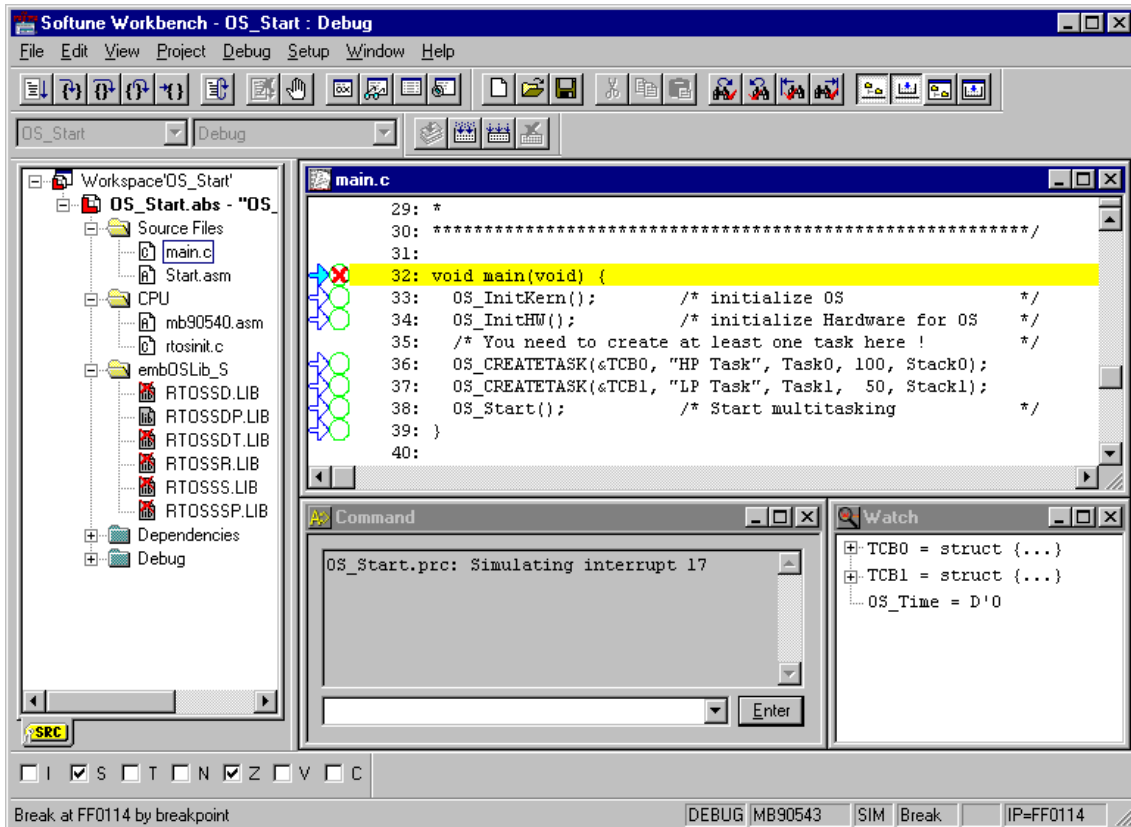 Softune Workbench - OS_Start : Debug
File Edit View Project Debug Setup Window Help
OS_Start Debug
Workspace'OS_Start'
OS_Start.abs - "OS_
Source Files
main.c
Start.asm
CPU
mb90540.asm
rtosinit.c
embOSLib_S
RTOSSD.LIB
RTOSSDP.LIB
RTOSSDT.LIB
RTOSSR.LIB
RTOSSS.LIB
RTOSSSP.LIB
Dependencies
Debug
SRC
main.c
29: *
30: **********************************************************/
31:
32: void main(void) {
33:   OS_InitKern();        /* initialize OS                 */
34:   OS_InitHW();          /* initialize Hardware for OS    */
35:   /* You need to create at least one task here !         */
36:   OS_CREATETASK(&TCB0, "HP Task", Task0, 100, Stack0);
37:   OS_CREATETASK(&TCB1, "LP Task", Task1,  50, Stack1);
38:   OS_Start();           /* Start multitasking            */
39: }
40:
Command
OS_Start.prc: Simulating interrupt 17
Enter
Watch
TCB0 = struct {...}
TCB1 = struct {...}
OS_Time = D'0
I S T N Z V C
Break at FF0114 by breakpoint DEBUG MB90543 SIM Break IP=FF0114